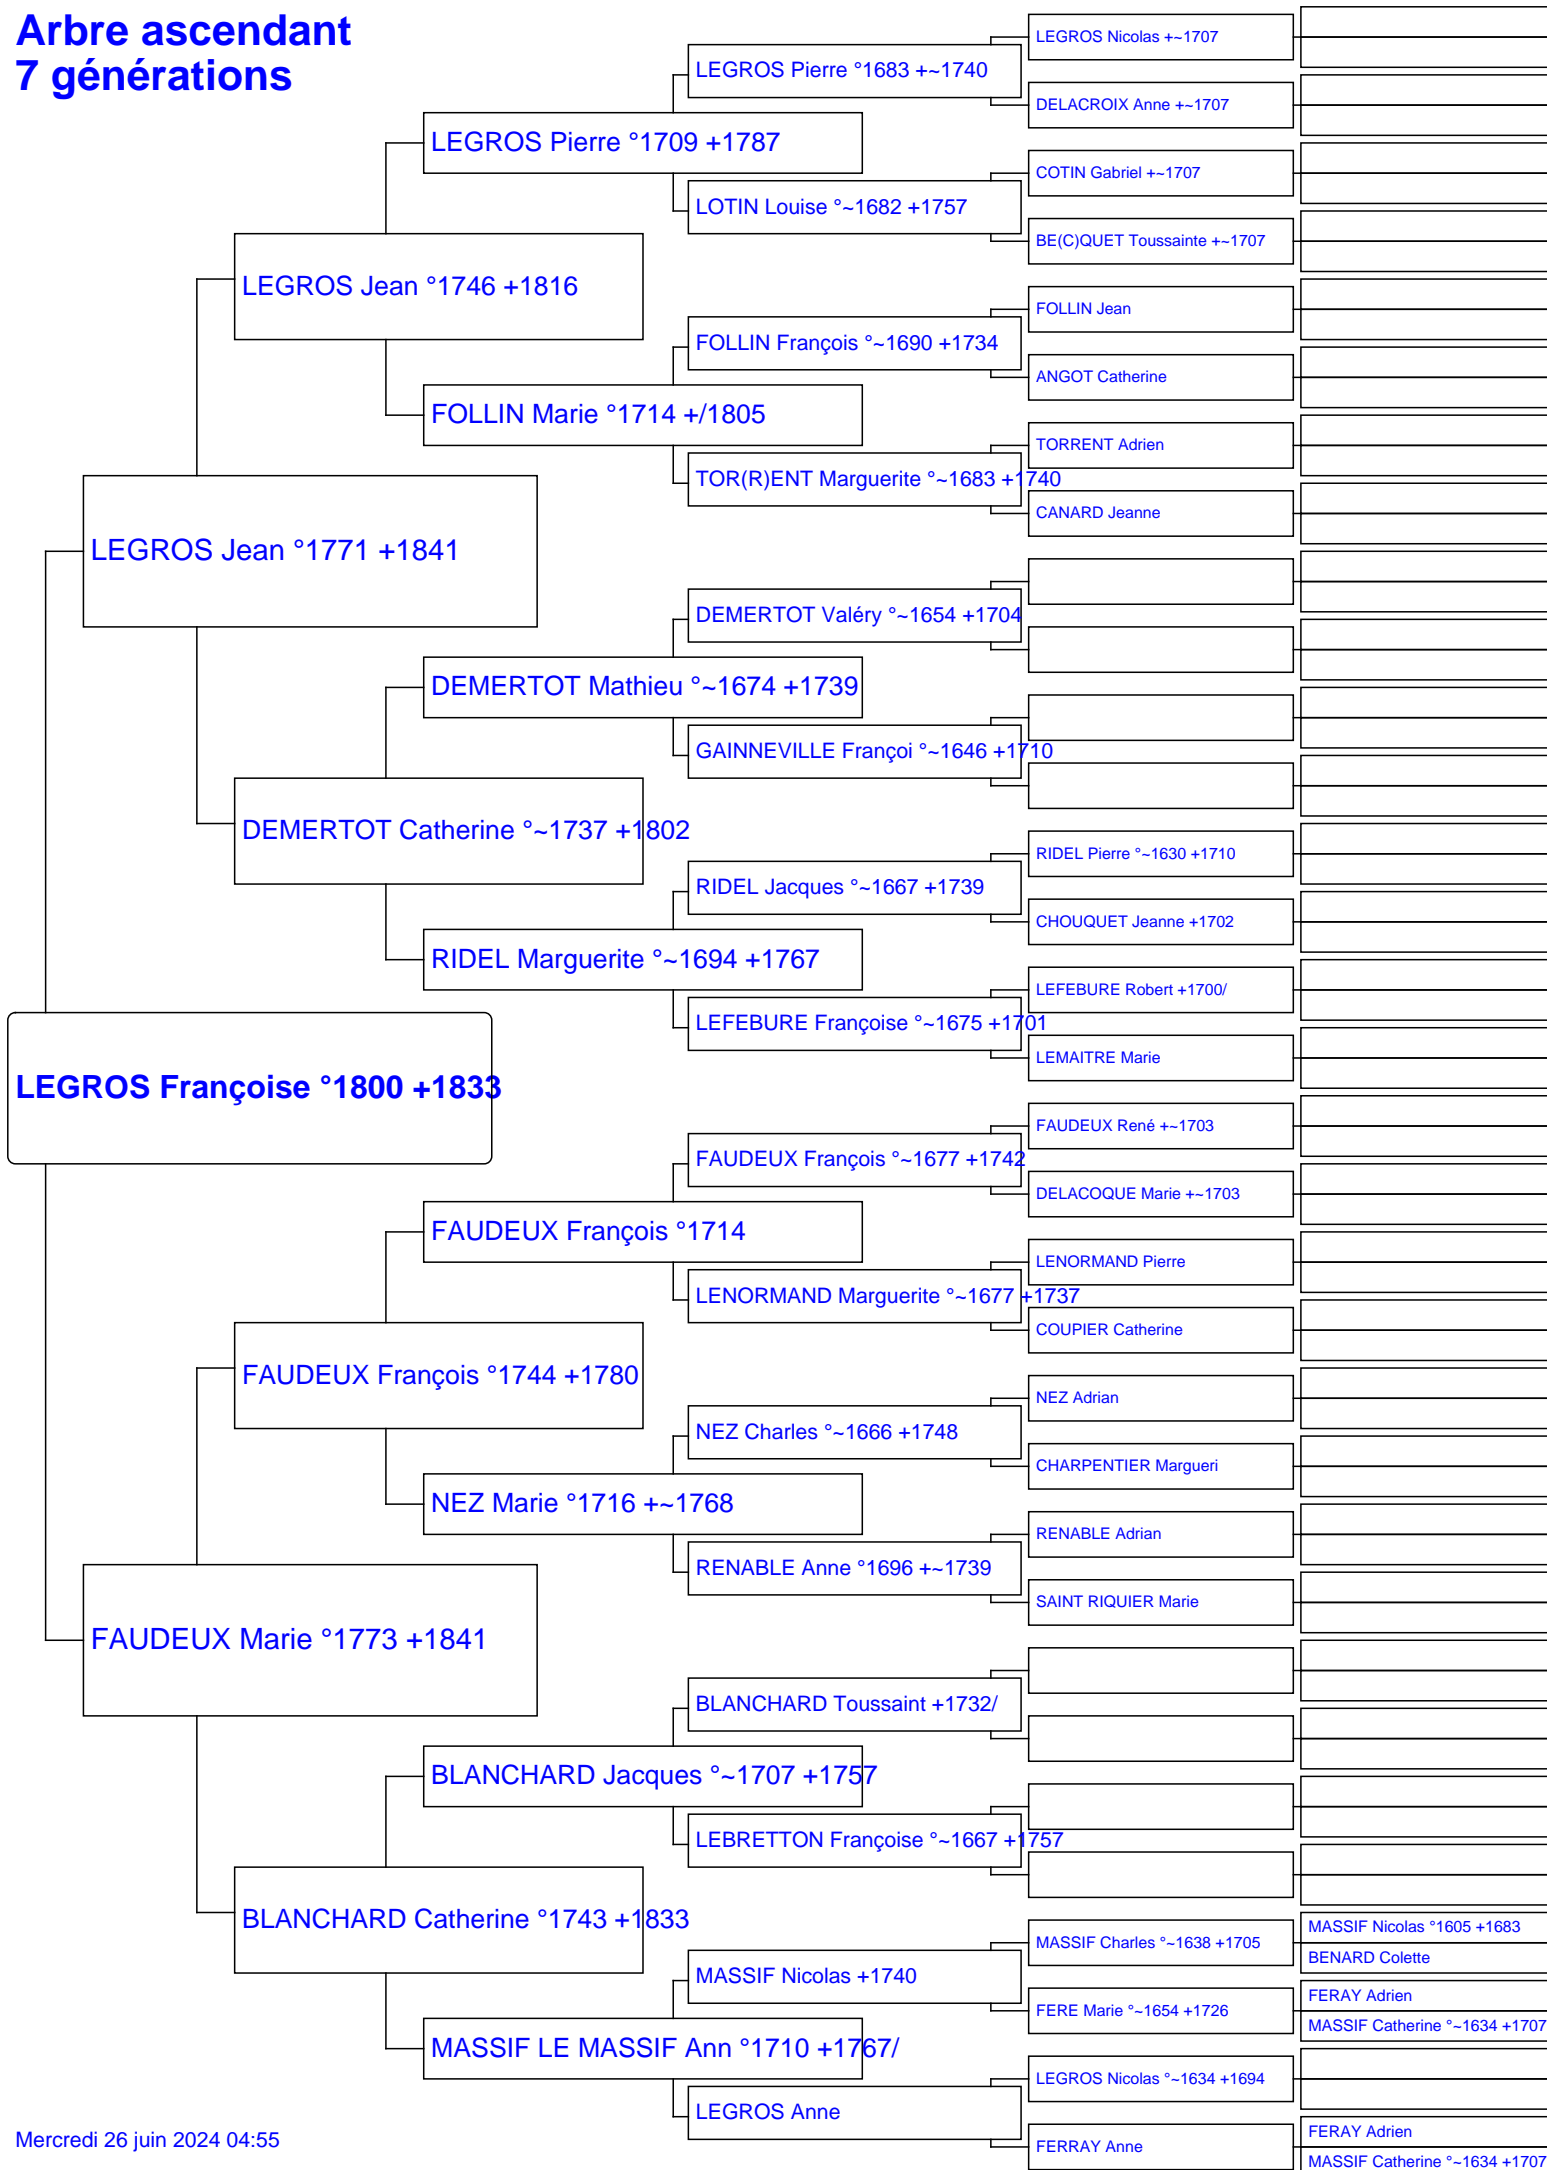 Arbre ascendant
7 générations
LEGROS Françoise °1800 +1833
LEGROS Jean °1771 +1841
FAUDEUX Marie °1773 +1841
LEGROS Jean °1746 +1816
DEMERTOT Catherine °~1737 +1802
FAUDEUX François °1744 +1780
BLANCHARD Catherine °1743 +1833
LEGROS Pierre °1709 +1787
FOLLIN Marie °1714 +/1805
DEMERTOT Mathieu °~1674 +1739
RIDEL Marguerite °~1694 +1767
FAUDEUX François °1714
NEZ Marie °1716 +~1768
BLANCHARD Jacques °~1707 +1757
MASSIF LE MASSIF Ann °1710 +1767/
LEGROS Pierre °1683 +~1740
LOTIN Louise °~1682 +1757
FOLLIN François °~1690 +1734
TOR(R)ENT Marguerite °~1683 +1740
DEMERTOT Valéry °~1654 +1704
GAINNEVILLE Françoi °~1646 +1710
RIDEL Jacques °~1667 +1739
LEFEBURE Françoise °~1675 +1701
FAUDEUX François °~1677 +1742
LENORMAND Marguerite °~1677 +1737
NEZ Charles °~1666 +1748
RENABLE Anne °1696 +~1739
BLANCHARD Toussaint +1732/
LEBRETTON Françoise °~1667 +1757
MASSIF Nicolas +1740
LEGROS Anne
LEGROS Nicolas +~1707
DELACROIX Anne +~1707
COTIN Gabriel +~1707
BE(C)QUET Toussainte +~1707
FOLLIN Jean
ANGOT Catherine
TORRENT Adrien
CANARD Jeanne
RIDEL Pierre °~1630 +1710
CHOUQUET Jeanne +1702
LEFEBURE Robert +1700/
LEMAITRE Marie
FAUDEUX René +~1703
DELACOQUE Marie +~1703
LENORMAND Pierre
COUPIER Catherine
NEZ Adrian
CHARPENTIER Margueri
RENABLE Adrian
SAINT RIQUIER Marie
MASSIF Charles °~1638 +1705
FERE Marie °~1654 +1726
LEGROS Nicolas °~1634 +1694
FERRAY Anne
MASSIF Nicolas °1605 +1683
BENARD Colette
FERAY Adrien
MASSIF Catherine °~1634 +1707
FERAY Adrien
MASSIF Catherine °~1634 +1707
Mercredi 26 juin 2024 04:55